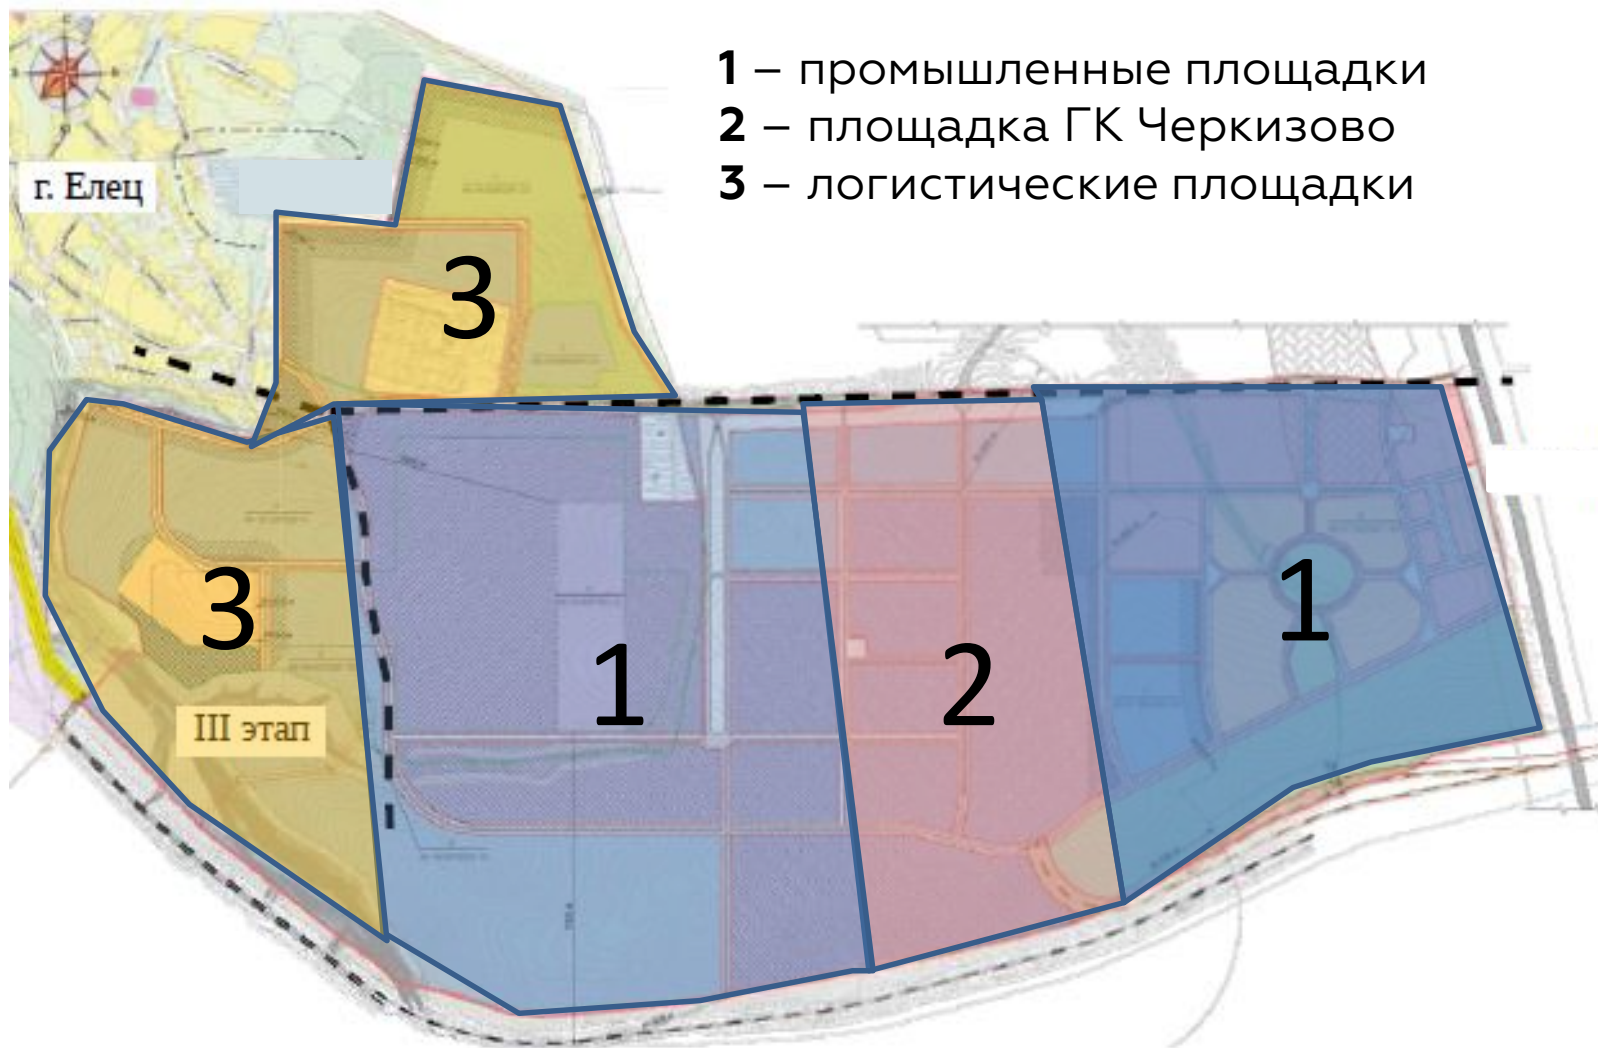 1 – промышленные площадки
2 – площадка ГК Черкизово
3 – логистические площадки
г. Елец
3
3
1
2
1
III этап